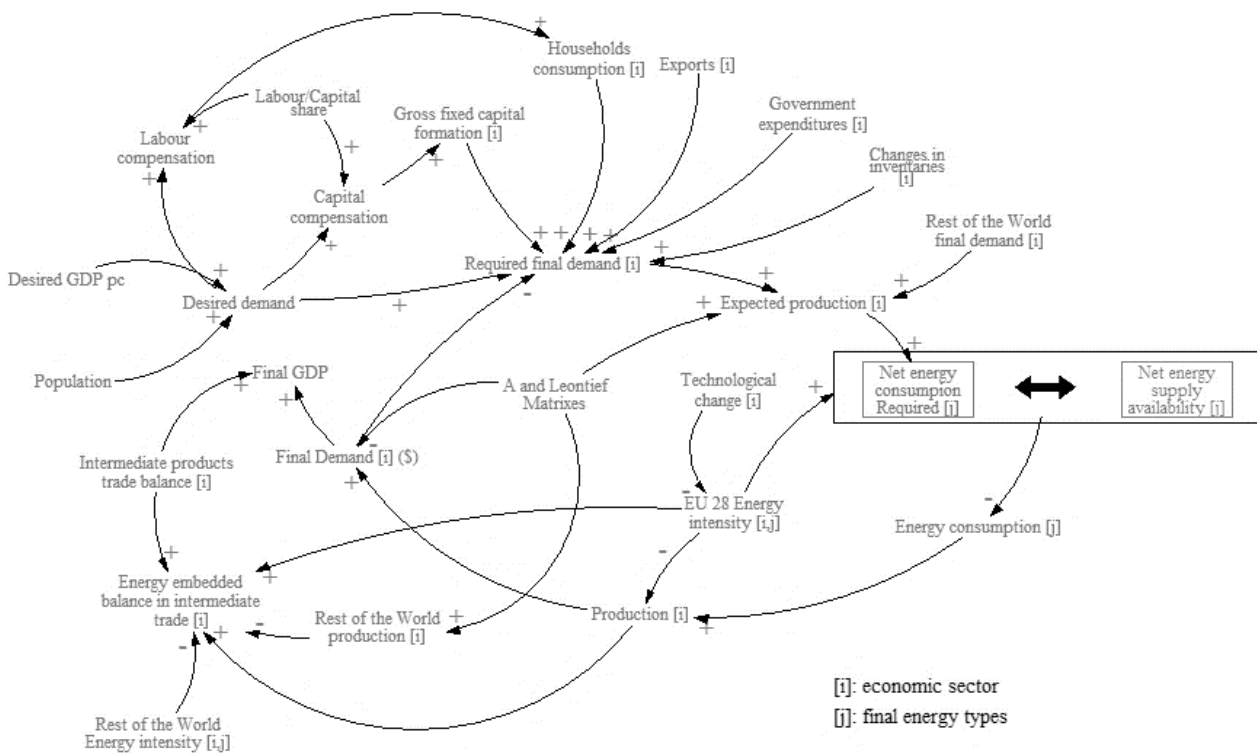 Households
consumption [i]
Exports [i]
Labour/Capital
share
Gross fixed capital
formation [i]
Government
expenditures [i]
Labour
compensation
Changes in
inventaries
[i]
Capital
compensation
Rest of the World
final demand [i]
Required final demand [i]
Desired GDP pc
Desired demand
Expected production [i]
Population
Final GDP
A and Leontief
Matrixes
Technological
change [i]
Net energy
consumpion
Required [j]
Net energy
supply
availability [j]
Intermediate products
trade balance [i]
Final Demand [i] ($)
EU 28 Energy
intensity [i,j]
Energy consumption [j]
Energy embedded
balance in intermediate
trade [i]
Rest of the World
production [i]
Production [i]
Rest of the World
Energy intensity [i,j]
[i]: economic sector
[j]: final energy types